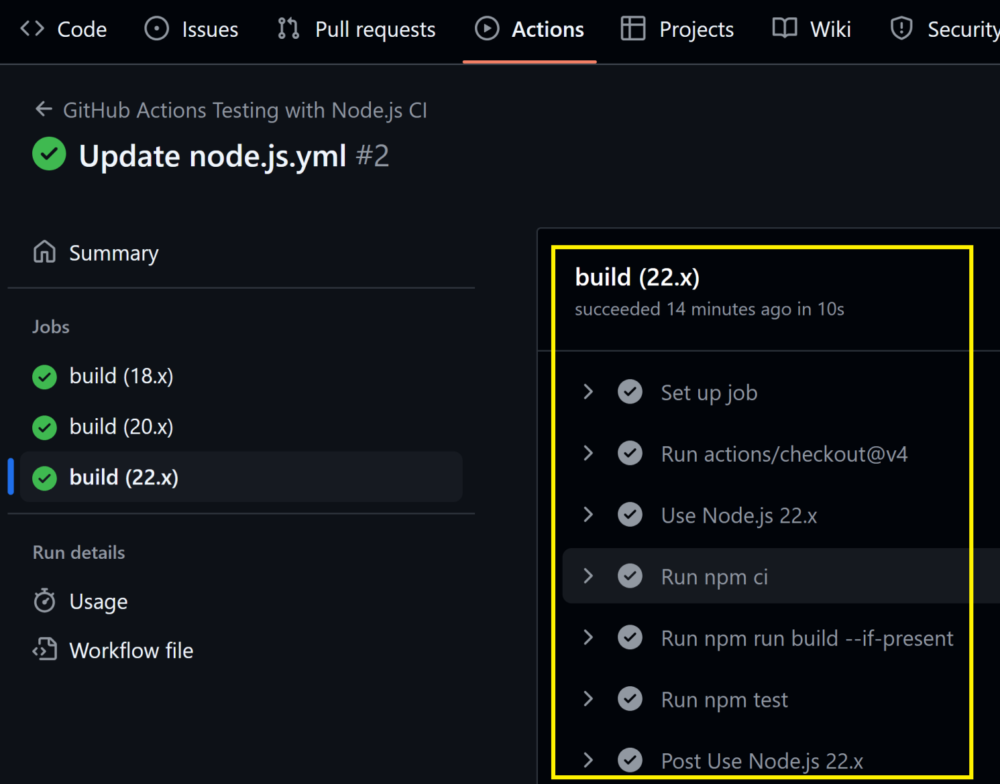 Code Issues Pull requests Actions Projects Wiki Security
GitHub Actions Testing with Node.js CI
Update node.js.yml #2
Summary
Jobs
build (18.x)
build (20.x)
build (22.x)
Run details
Usage
Workflow file
build (22.x)
succeeded 14 minutes ago in 10s
Set up job
Run actions/checkout@v4
Use Node.js 22.x
Run npm ci
Run npm run build --if-present
Run npm test
Post Use Node.js 22.x